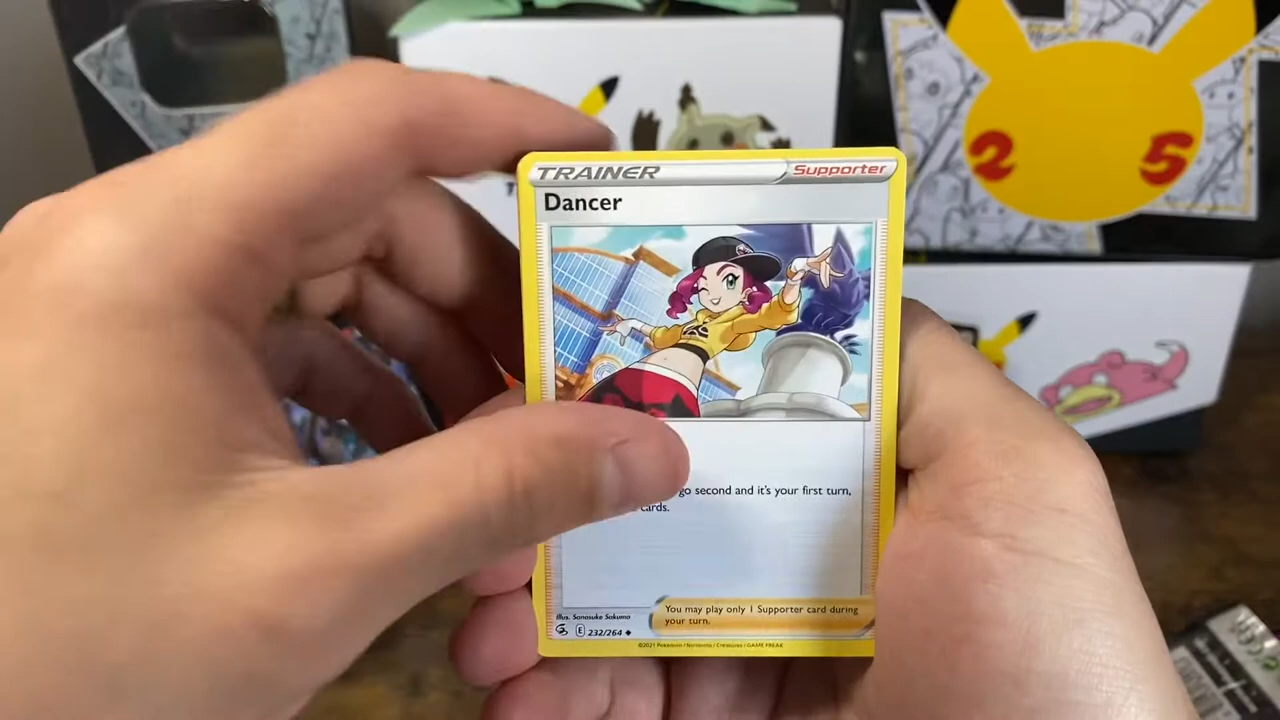 TRAINER
Supporter
Dancer
go second and it's your first turn,
cards.
You may play only 1 Supporter card during
your turn.
Illus. Sanosuke Sakuma
E 232/264
©2021 Pokémon / Nintendo / Creatures / GAME FREAK
2 5